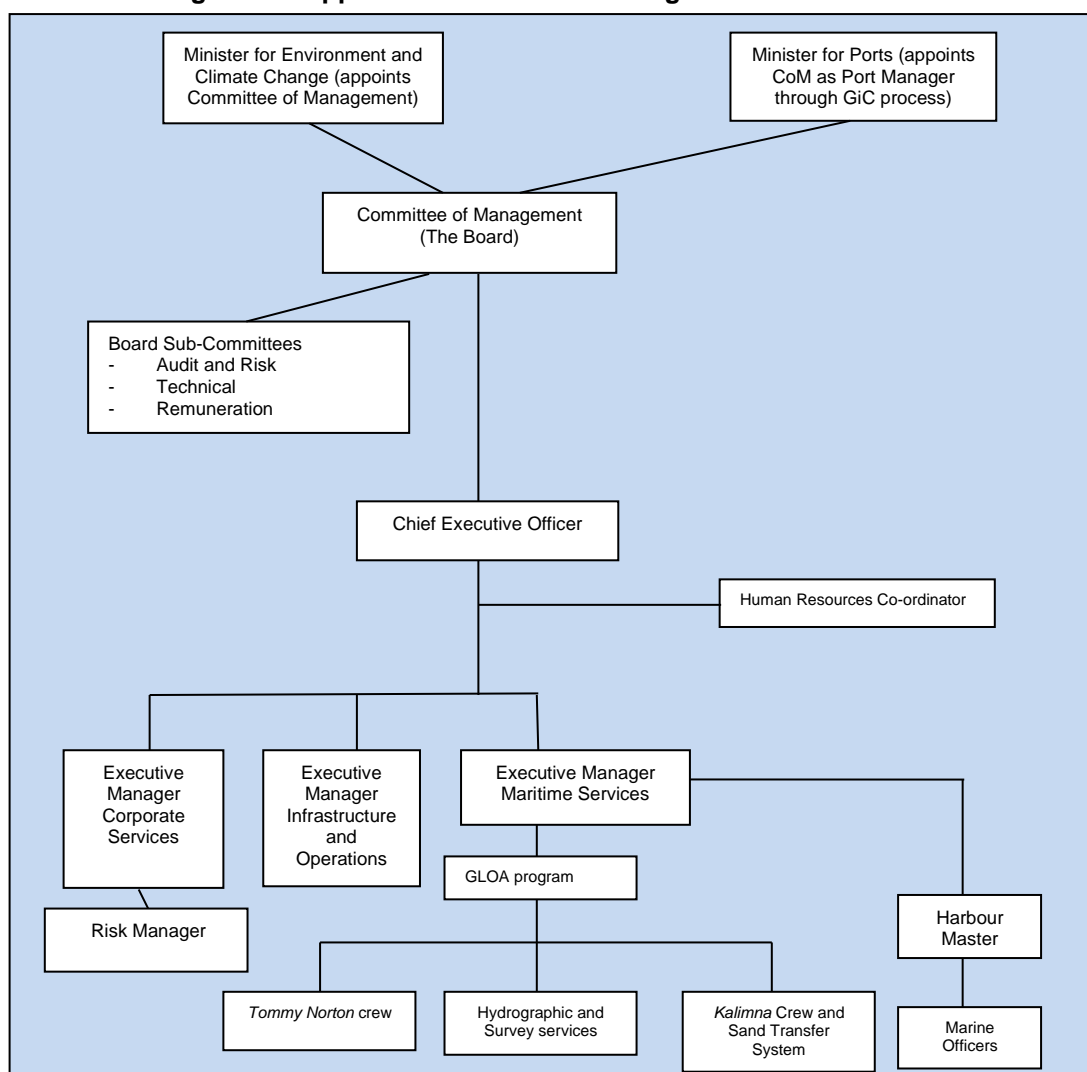 Minister for Environment and
Climate Change (appoints
Committee of Management)
Minister for Ports (appoints
CoM as Port Manager
through GiC process)
Committee of Management
(The Board)
Board Sub-Committees
- Audit and Risk
- Technical
- Remuneration
Chief Executive Officer
Human Resources Co-ordinator
Executive
Manager
Corporate
Services
Executive
Manager
Infrastructure
and
Operations
Executive Manager
Maritime Services
GLOA program
Risk Manager
Harbour
Master
Tommy Norton crew
Hydrographic and
Survey services
Kalimna Crew and
Sand Transfer
System
Marine
Officers